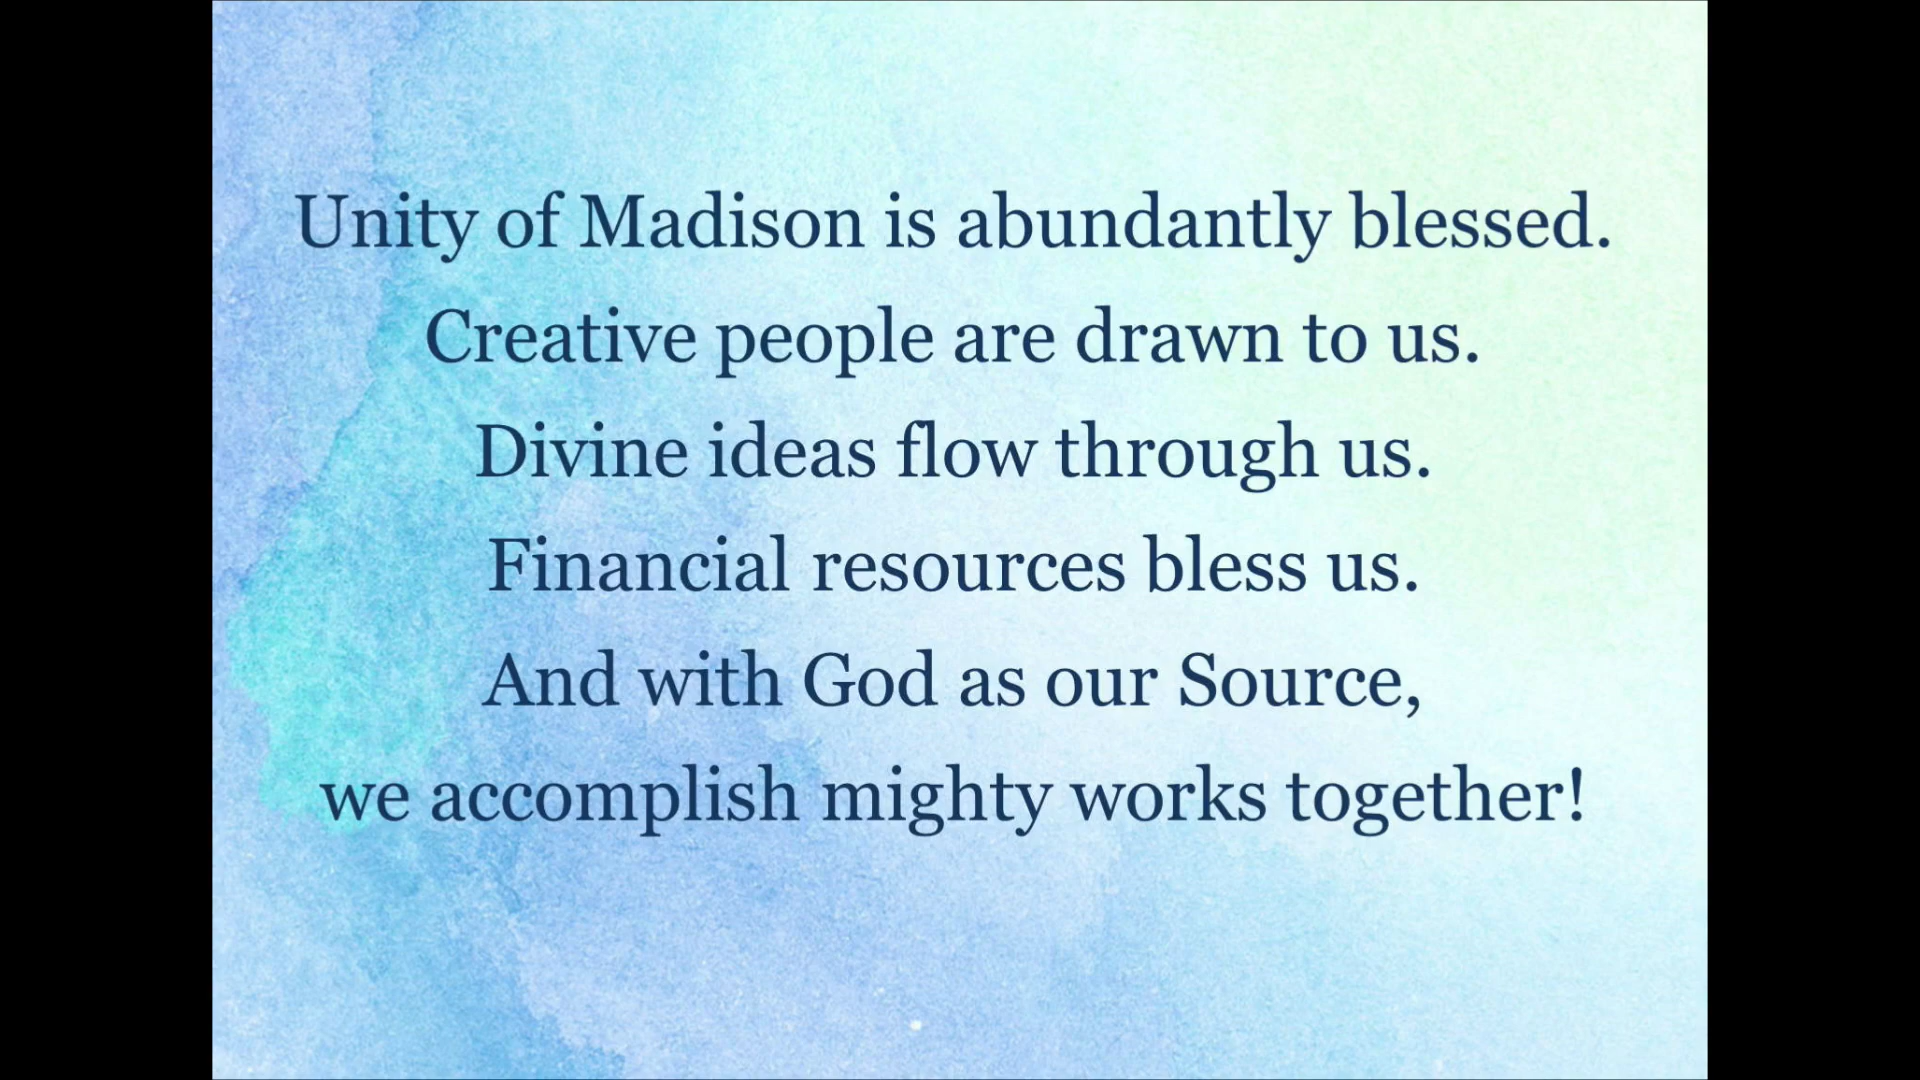 Unity of Madison is abundantly blessed.
Creative people are drawn to us.
Divine ideas flow through us.
Financial resources bless us.
And with God as our Source,
we accomplish mighty works together!